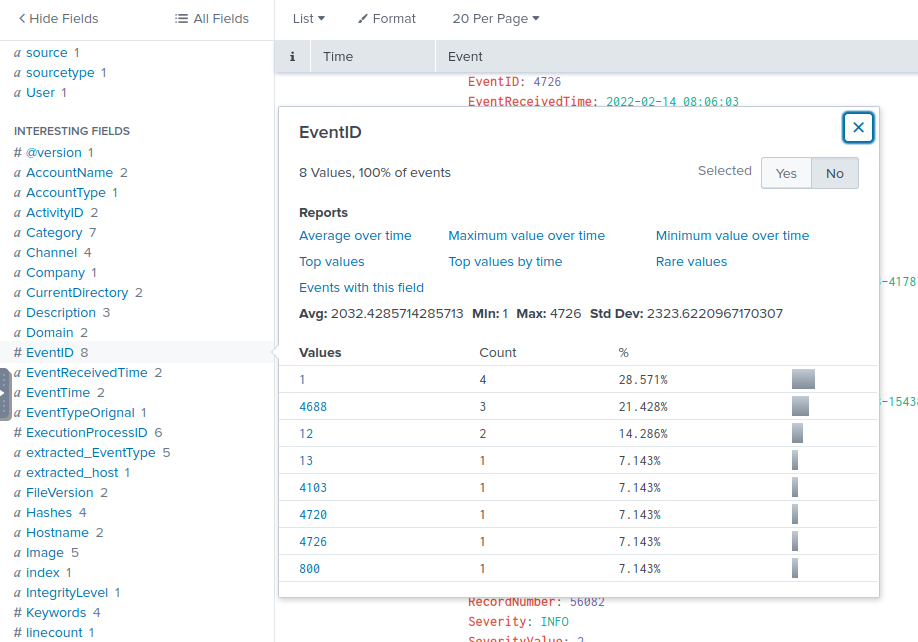 Hide Fields
All Fields
List
Format
20 Per Page
a source 1
a sourcetype 1
a User 1
INTERESTING FIELDS
# @version 1
a AccountName 2
a AccountType 1
a ActivityID 2
a Category 7
a Channel 4
a Company 1
a CurrentDirectory 2
a Description 3
a Domain 2
# EventID 8
a EventReceivedTime 2
a EventTime 2
a EventTypeOrignal 1
# ExecutionProcessID 6
a extracted_EventType 5
a extracted_host 1
a FileVersion 2
a Hashes 4
a Hostname 2
a Image 5
a index 1
a IntegrityLevel 1
# Keywords 4
# linecount 1
i Time Event
EventID: 4726
EventReceivedTime: 2022-02-14 08:06:03
EventID
8 Values, 100% of events
Selected Yes No
Reports
Average over time Maximum value over time Minimum value over time
Top values Top values by time Rare values
Events with this field
Avg: 2032.4285714285713 Min: 1 Max: 4726 Std Dev: 2323.6220967170307
Values Count %
1 4 28.571%
4688 3 21.428%
12 2 14.286%
13 1 7.143%
4103 1 7.143%
4720 1 7.143%
4726 1 7.143%
800 1 7.143%
-4178
-1543
RecordNumber: 56082
Severity: INFO
SeverityValue: 2